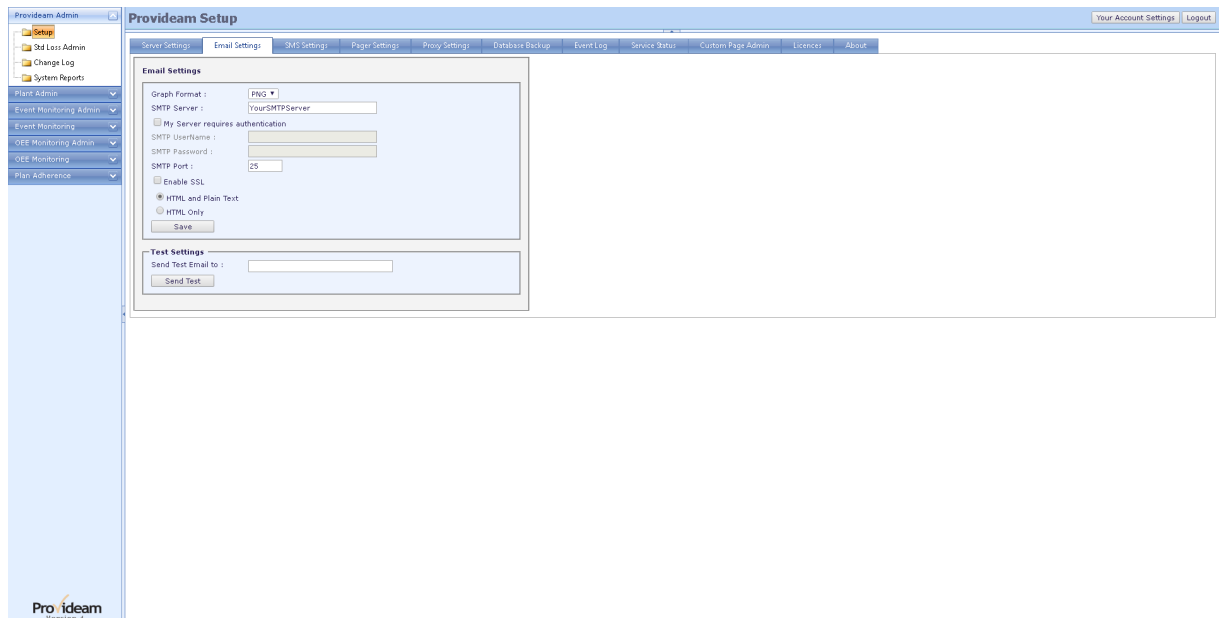 Provideam Admin
Setup
Std Loss Admin
Change Log
System Reports
Plant Admin
Event Monitoring Admin
Event Monitoring
OEE Monitoring Admin
OEE Monitoring
Plan Adherence
Provideam
Version 4
Provideam Setup
Your Account Settings Logout
Server Settings Email Settings SMS Settings Pager Settings Proxy Settings Database Backup Event Log Service Status Custom Page Admin Licences About
Email Settings
Graph Format : PNG
SMTP Server : YourSMTPServer
My Server requires authentication
SMTP UserName :
SMTP Password :
SMTP Port : 25
Enable SSL
HTML and Plain Text
HTML Only
Save
Test Settings
Send Test Email to :
Send Test